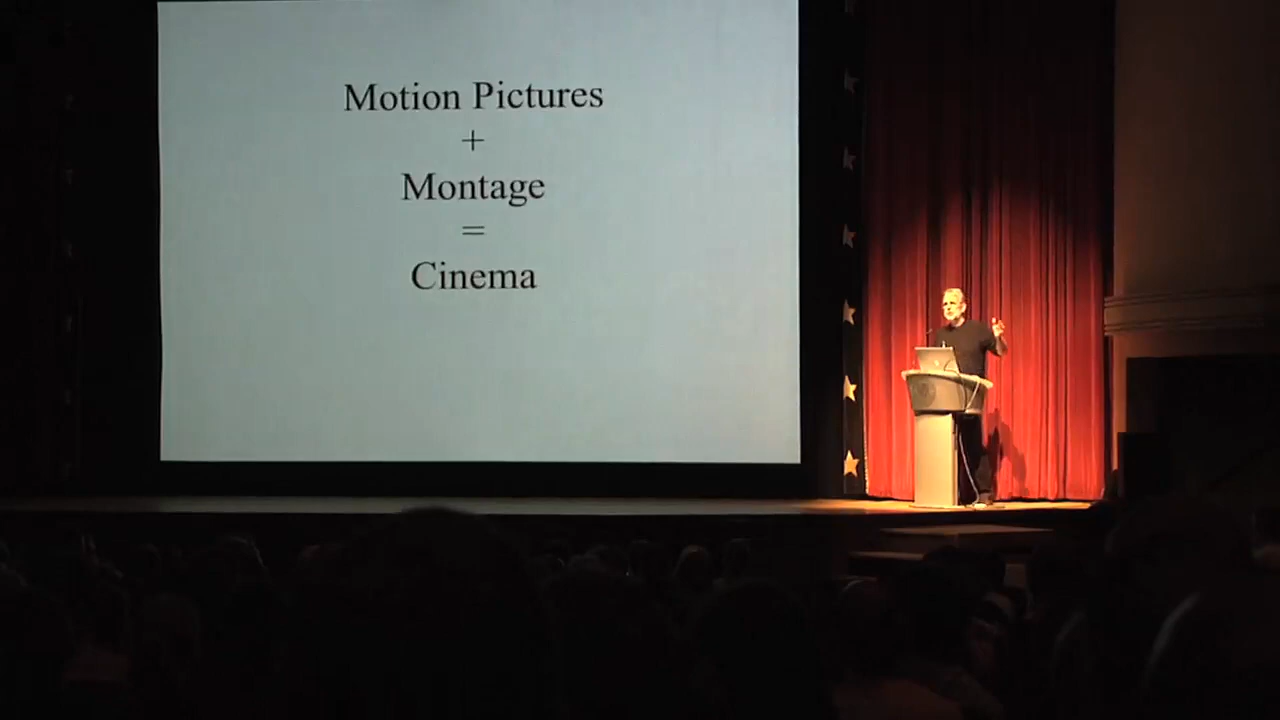 Motion Pictures
+
Montage
=
Cinema